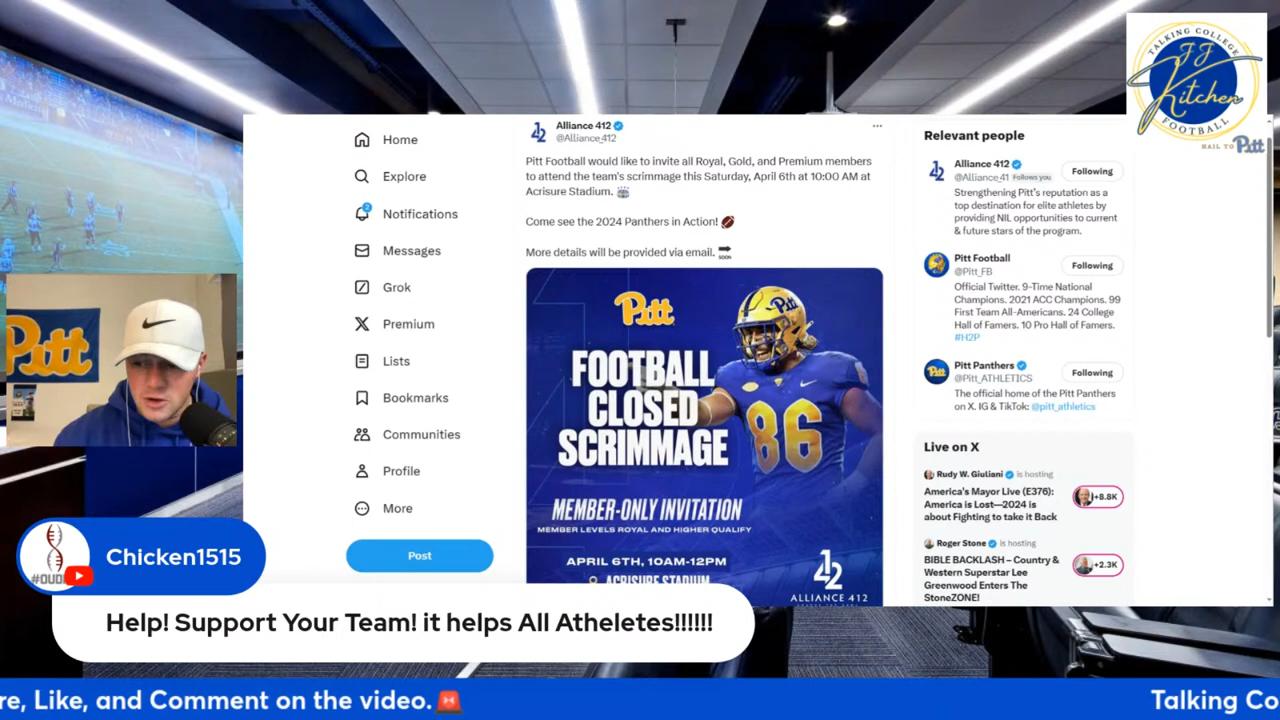 TALKING COLLEGE
JJ
Kitchen
FOOTBALL
HAIL TO Pitt
Home
Explore
2
Notifications
Messages
Grok
Premium
Lists
Bookmarks
Communities
Profile
More
Post
Alliance 412
@Alliance_412
Pitt Football would like to invite all Royal, Gold, and Premium members
to attend the team's scrimmage this Saturday, April 6th at 10:00 AM at
Acrisure Stadium.
Come see the 2024 Panthers in Action!
More details will be provided via email.
SOON
Pitt
FOOTBALL
CLOSED
SCRIMMAGE
Pitt
86
MEMBER-ONLY INVITATION
MEMBER LEVELS ROYAL AND HIGHER QUALIFY
APRIL 6TH, 10AM-12PM
ACRISURE STADIUM
412
ALLIANCE 412
Relevant people
Alliance 412
@Alliance_41 Follows you
Following
Strengthening Pitt's reputation as a
top destination for elite athletes by
providing NIL opportunities to current
& future stars of the program.
Pitt Football
@Pitt_FB
Following
Official Twitter. 9-Time National
Champions. 2021 ACC Champions. 99
First Team All-Americans. 24 College
Hall of Famers. 10 Pro Hall of Famers.
#H2P
Pitt Panthers
@Pitt_ATHLETICS
Following
The official home of the Pitt Panthers
on X. IG & TikTok: @pitt_athletics
Live on X
Rudy W. Giuliani is hosting
America's Mayor Live (E376):
America is Lost—2024 is
about Fighting to take it Back
+8.8K
Roger Stone is hosting
BIBLE BACKLASH – Country &
Western Superstar Lee
Greenwood Enters The
StoneZONE!
+2.3K
Pitt
Chicken1515
Help! Support Your Team! it helps All Atheletes!!!!!!
re, Like, and Comment on the video.
Talking Co